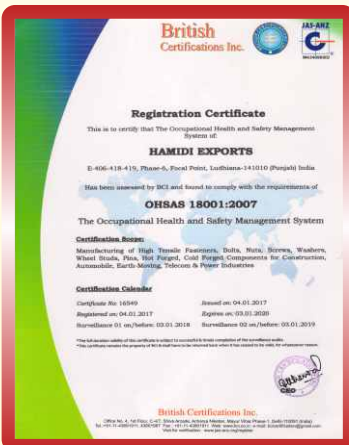 British
Certifications Inc.
JAS-ANZ
C
Registration Certificate
This is to certify that The Occupational Health and Safety Management
System of:
HAMIDI EXPORTS
E-406-418-419, Phase-6, Focal Point, Ludhiana-141010 (Punjab) India
Has been assessed by BCI and found to comply with the requirements of
OHSAS 18001:2007
The Occupational Health and Safety Management System
Certification Scope:
Manufacturing of High Tensile Fasteners, Bolts, Nuts, Screws, Washers,
Wheel Studs, Pins, Hot Forged, Cold Forged Components for Construction,
Automobile, Earth-Moving, Telecom & Power Industries
Certification Calendar
Certificate No: 16549 Issued on: 04.01.2017
Registered on: 04.01.2017 Expires on: 03.01.2020
Surveillance 01 on/before: 03.01.2018 Surveillance 02 on/before: 03.01.2019
CEO
British Certifications Inc.